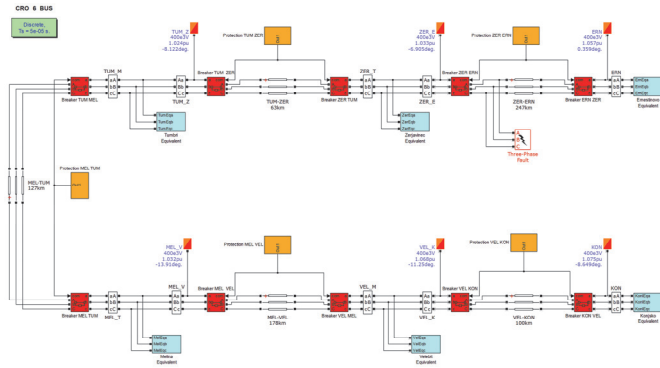 CRO 6 BUS
Discrete,
Ts = 5e-05 s.
TUM_Z
400e3V
1.024pu
-8.122deg.
Protection TUM ZER
ZER_E
400e3V
1.033pu
-6.905deg.
Protection ZER ERN
ERN
400e3V
1.057pu
0.359deg.
TUM_M
Breaker TUM ZER
ZER_T
Breaker ZER ERN
ERN
Breaker TUM MEL
TUM_Z
TUM-ZER
63km
Breaker ZER TUM
ZER_E
ZER-ERN
247km
Breaker ERN ZER
Ernestinovo
Equivalent
Tumbri
Equivalent
Zerjavinec
Equivalent
Three-Phase
Fault
Protection MEL TUM
MEL-TUM
127km
MEL_V
400e3V
1.032pu
-13.91deg.
Protection MEL VEL
VEL_K
400e3V
1.068pu
-11.25deg.
Protection VEL KON
KON
400e3V
1.075pu
-8.649deg.
MEL_V
Breaker MEL VEL
VEL_M
Breaker VEL KON
KON
Breaker MEL TUM
MEL_T
MEL-VEL
178km
Breaker VEL MEL
VEL_K
VEL-KON
100km
Breaker KON VEL
Konjsko
Equivalent
Melina
Equivalent
Velebit
Equivalent